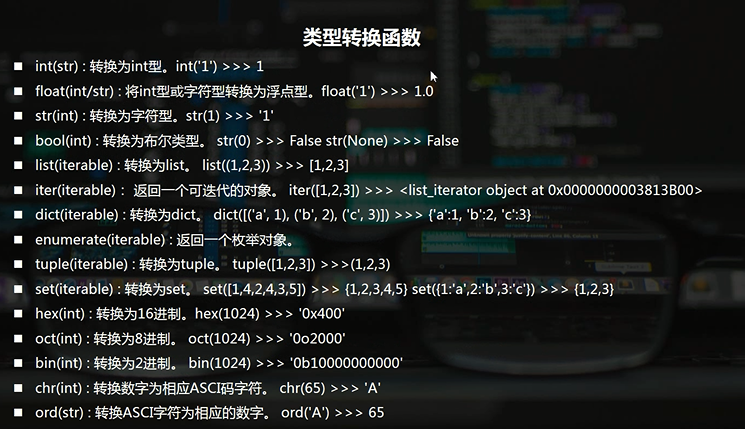 类型转换函数
int(str) : 转换为int型。int('1') >>> 1
float(int/str) : 将int型或字符型转换为浮点型。float('1') >>> 1.0
str(int) : 转换为字符型。str(1) >>> '1'
bool(int) : 转换为布尔类型。 str(0) >>> False str(None) >>> False
list(iterable) : 转换为list。 list((1,2,3)) >>> [1,2,3]
iter(iterable) : 返回一个可迭代的对象。 iter([1,2,3]) >>> <list_iterator object at 0x0000000003813B00>
dict(iterable) : 转换为dict。 dict([('a', 1), ('b', 2), ('c', 3)]) >>> {'a':1, 'b':2, 'c':3}
enumerate(iterable) : 返回一个枚举对象。
tuple(iterable) : 转换为tuple。 tuple([1,2,3]) >>>(1,2,3)
set(iterable) : 转换为set。 set([1,4,2,4,3,5]) >>> {1,2,3,4,5} set({1:'a',2:'b',3:'c'}) >>> {1,2,3}
hex(int) : 转换为16进制。hex(1024) >>> '0x400'
oct(int) : 转换为8进制。 oct(1024) >>> '0o2000'
bin(int) : 转换为2进制。 bin(1024) >>> '0b10000000000'
chr(int) : 转换数字为相应ASCI码字符。 chr(65) >>> 'A'
ord(str) : 转换ASCI字符为相应的数字。 ord('A') >>> 65